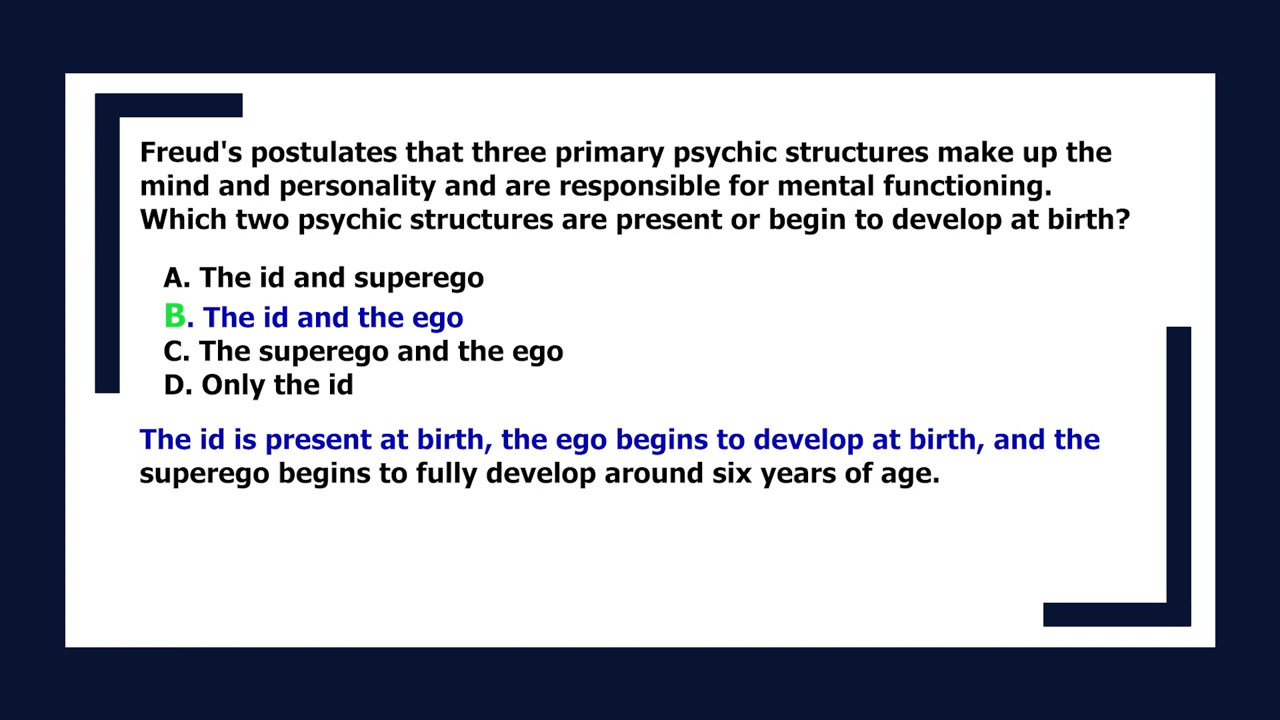 Freud's postulates that three primary psychic structures make up the
mind and personality and are responsible for mental functioning.
Which two psychic structures are present or begin to develop at birth?
A. The id and superego
B. The id and the ego
C. The superego and the ego
D. Only the id
The id is present at birth, the ego begins to develop at birth, and the
superego begins to fully develop around six years of age.